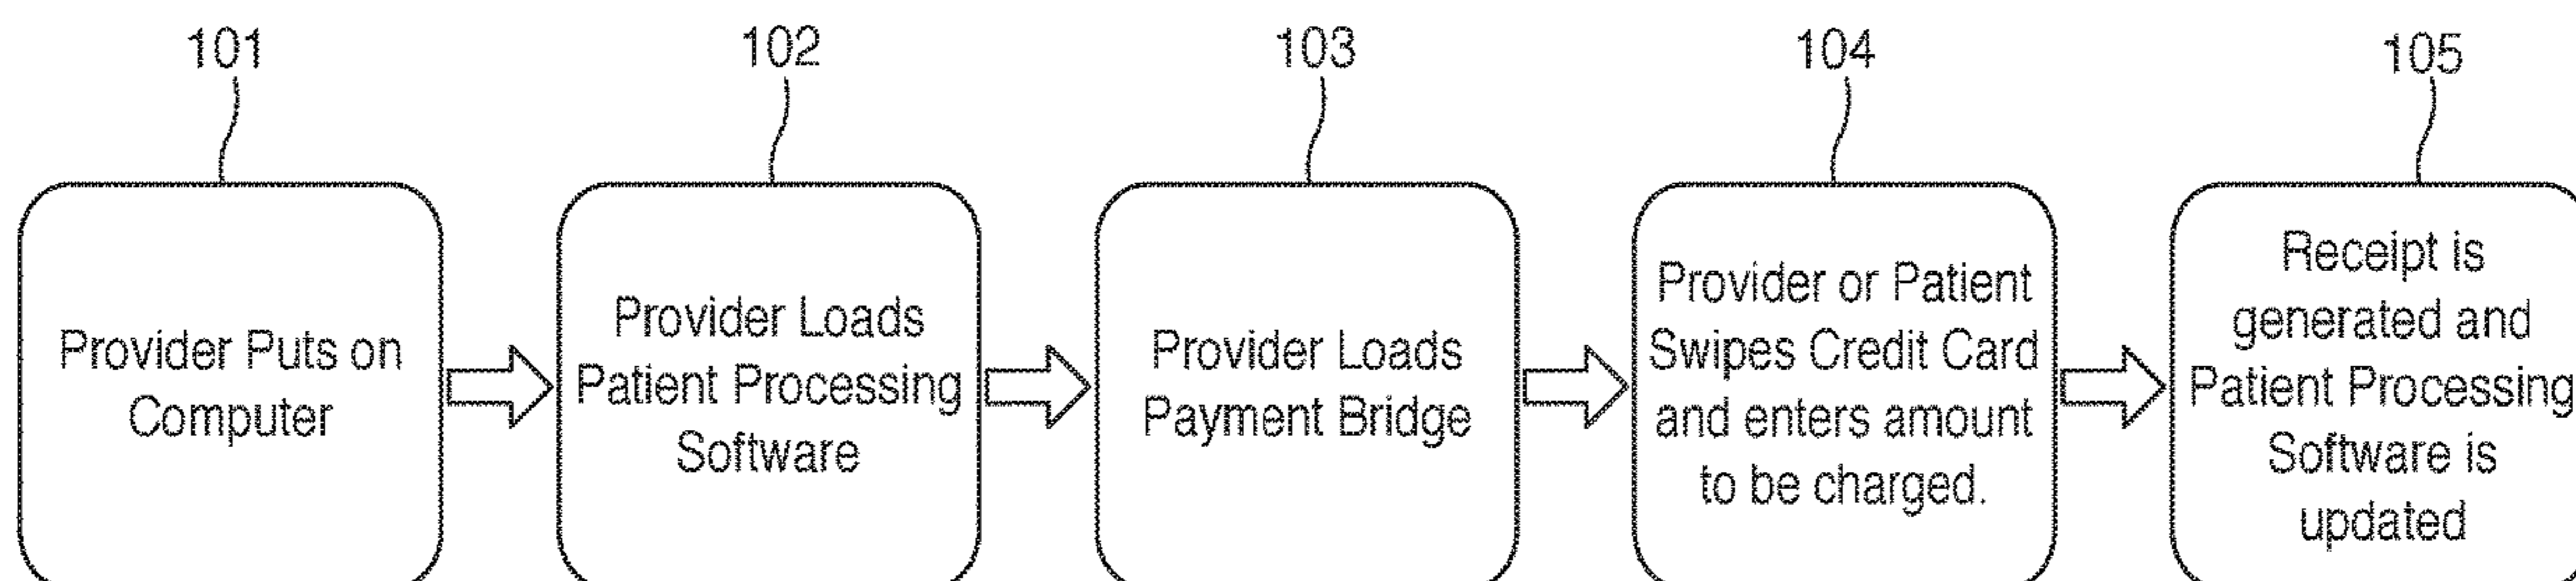 101
102
103
104
105
Provider Puts on
Computer
Provider Loads
Patient Processing
Software
Provider Loads
Payment Bridge
Provider or Patient
Swipes Credit Card
and enters amount
to be charged.
Receipt is
generated and
Patient Processing
Software is
updated